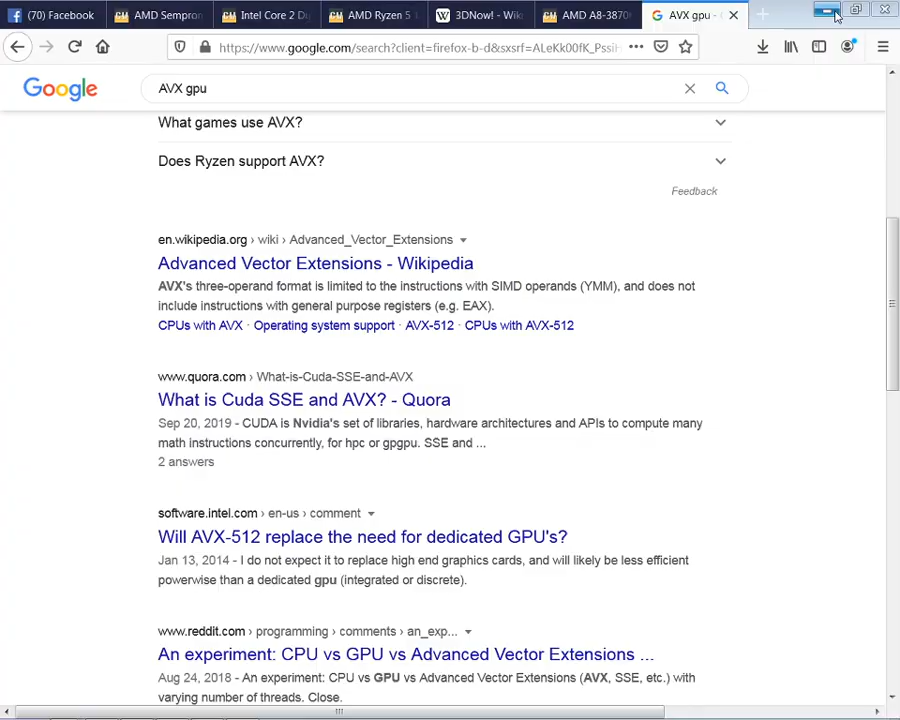 (70) Facebook
AMD Sempron
Intel Core 2 Du
AMD Ryzen 5 1
3DNow! - Wiki
AMD A8-3870K
AVX gpu - G
https://www.google.com/search?client=firefox-b-d&sxsrf=ALeKk00fK_Pssi
Google
AVX gpu
What games use AVX?
Does Ryzen support AVX?
Feedback
en.wikipedia.org › wiki › Advanced_Vector_Extensions
Advanced Vector Extensions - Wikipedia
AVX's three-operand format is limited to the instructions with SIMD operands (YMM), and does not
include instructions with general purpose registers (e.g. EAX).
CPUs with AVX · Operating system support · AVX-512 · CPUs with AVX-512
www.quora.com › What-is-Cuda-SSE-and-AVX
What is Cuda SSE and AVX? - Quora
Sep 20, 2019 - CUDA is Nvidia's set of libraries, hardware architectures and APIs to compute many
math instructions concurrently, for hpc or gpgpu. SSE and ...
2 answers
software.intel.com › en-us › comment
Will AVX-512 replace the need for dedicated GPU's?
Jan 13, 2014 - I do not expect it to replace high end graphics cards, and will likely be less efficient
powerwise than a dedicated gpu (integrated or discrete).
www.reddit.com › programming › comments › an_exp...
An experiment: CPU vs GPU vs Advanced Vector Extensions ...
Aug 24, 2018 - An experiment: CPU vs GPU vs Advanced Vector Extensions (AVX, SSE, etc.) with
varying number of threads. Close.